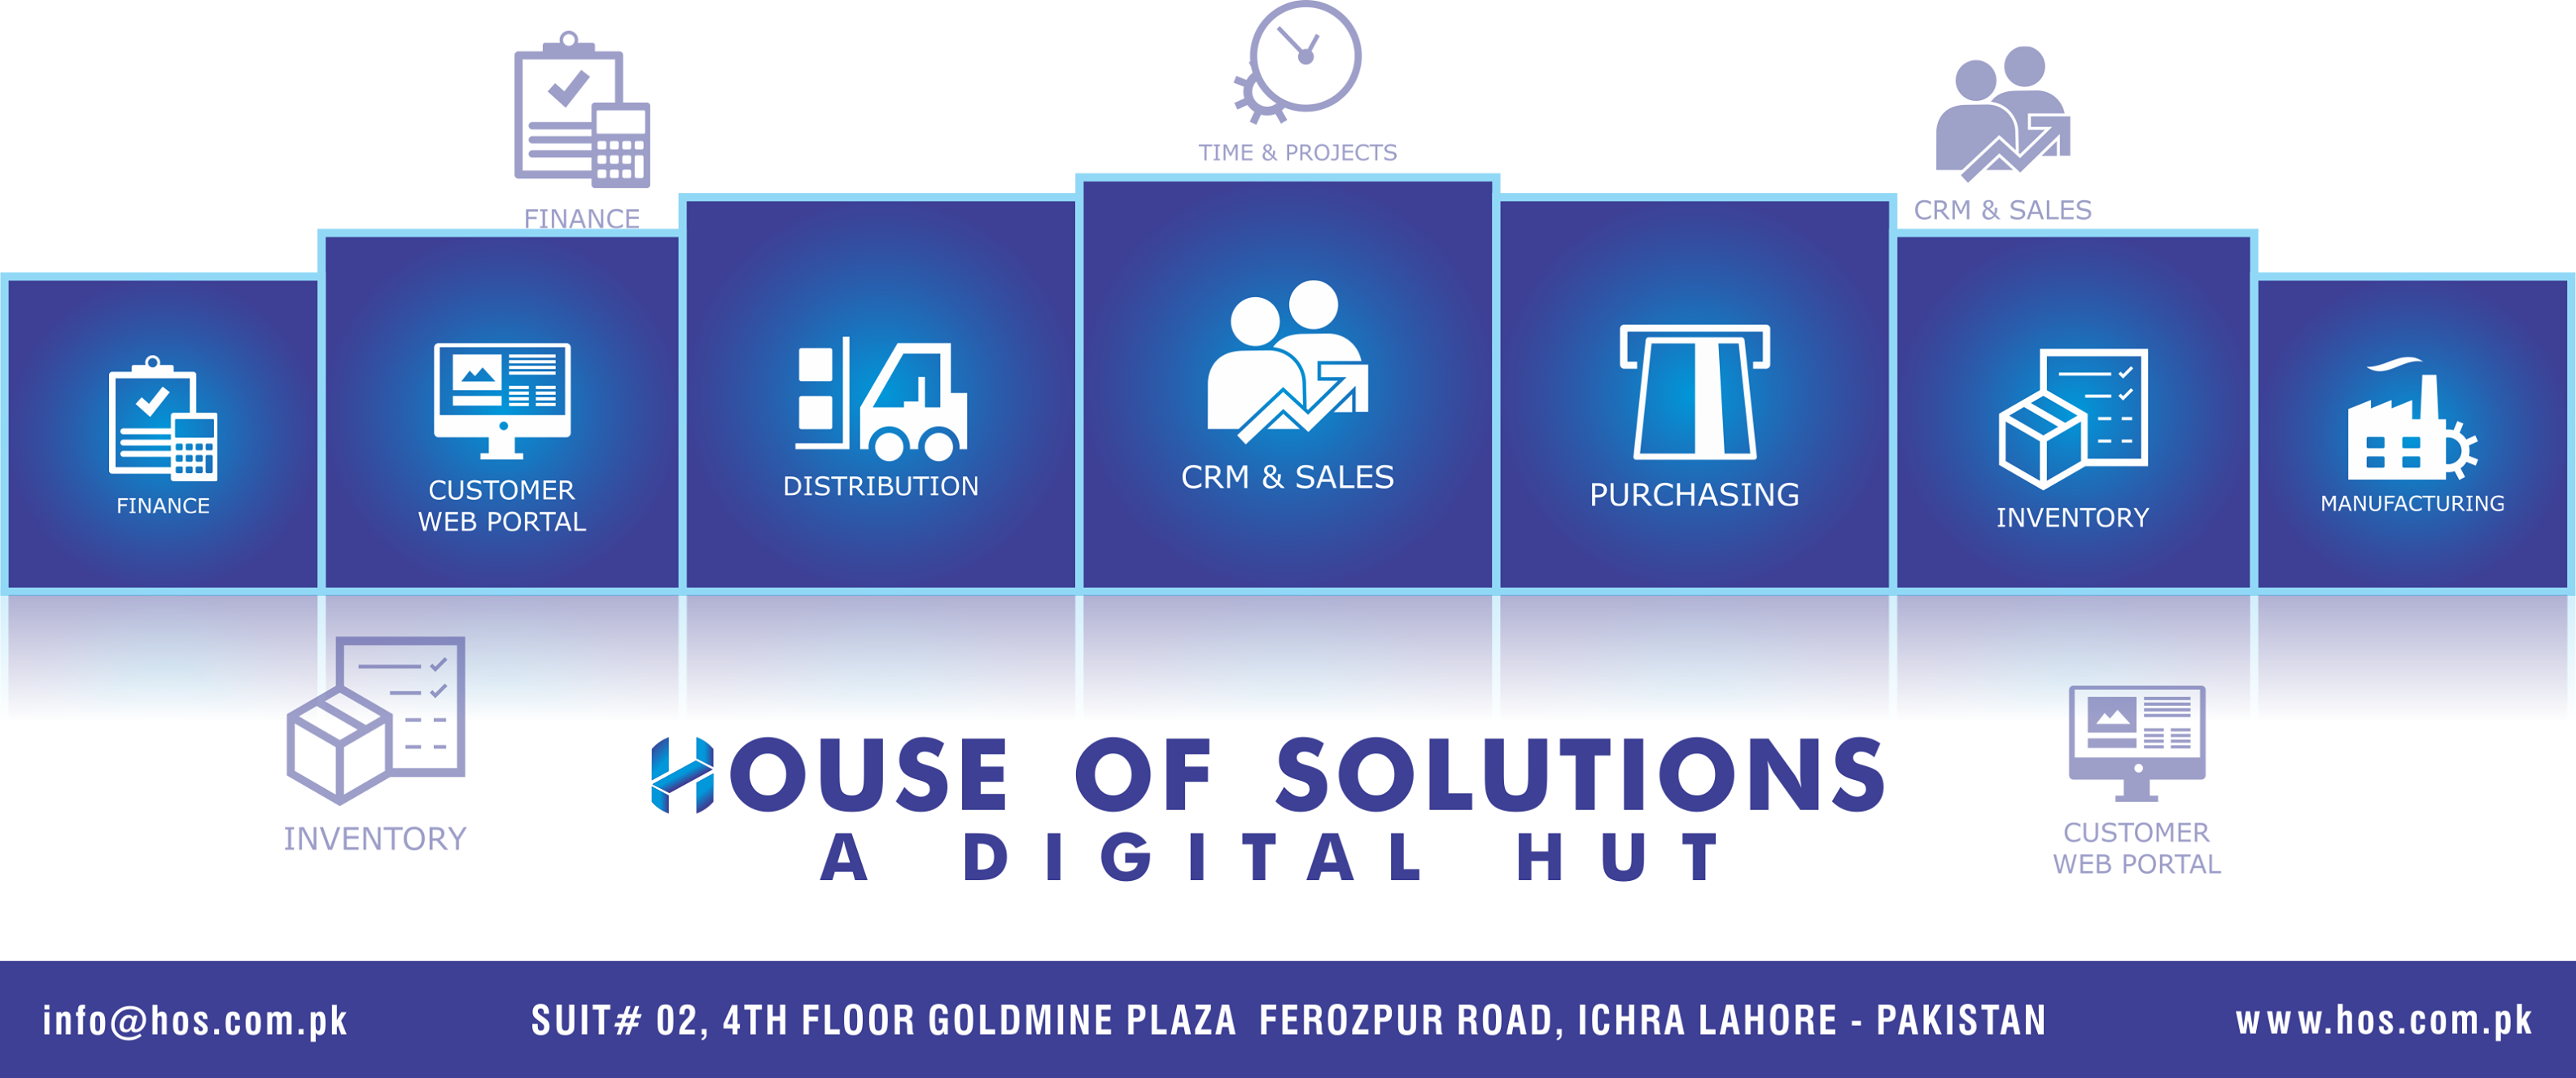 TIME & PROJECTS
FINANCE
CRM & SALES
FINANCE
CUSTOMER
WEB PORTAL
DISTRIBUTION
CRM & SALES
PURCHASING
INVENTORY
MANUFACTURING
INVENTORY
HOUSE OF SOLUTIONS
A DIGITAL HUT
CUSTOMER
WEB PORTAL
info@hos.com.pk
SUIT# 02, 4TH FLOOR GOLDMINE PLAZA FEROZPUR ROAD, ICHRA LAHORE - PAKISTAN
www.hos.com.pk